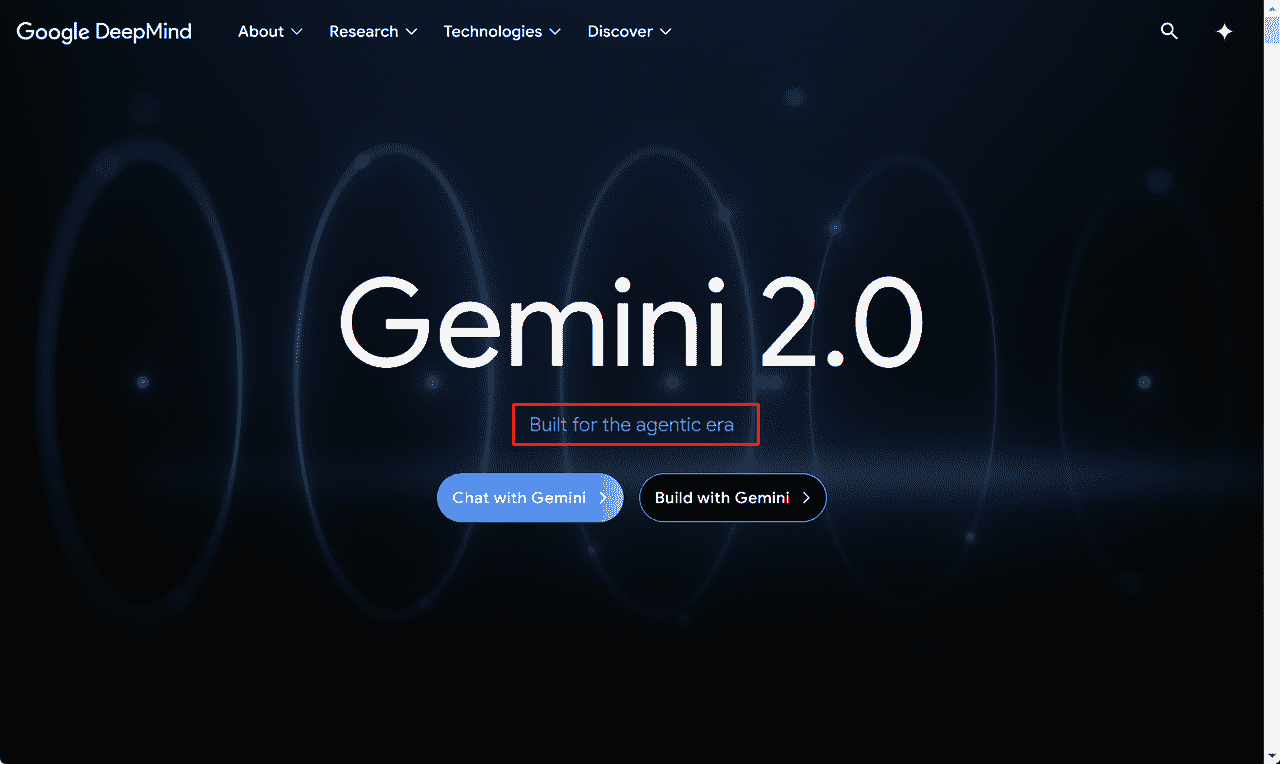 Google DeepMind About Research Technologies Discover
Gemini 2.0
Built for the agentic era
Chat with Gemini Build with Gemini